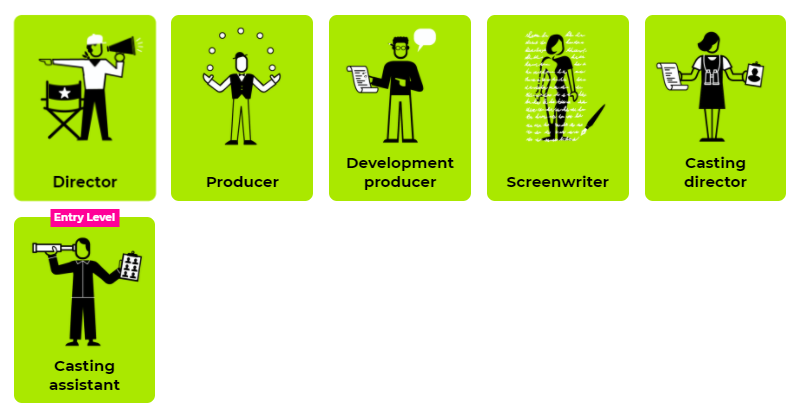 Director
Producer
Development
producer
Screenwriter
Casting
director
Entry Level
Casting
assistant